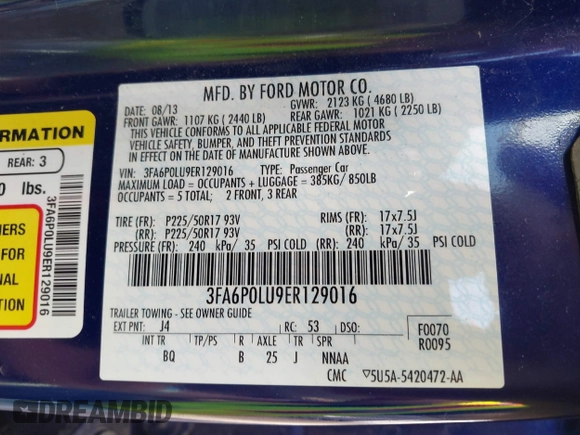 MFD. BY FORD MOTOR CO.
DATE: 08/13 GVWR: 2123 KG ( 4680 LB)
FRONT GAWR: 1107 KG ( 2440 LB) REAR GAWR: 1021 KG ( 2250 LB)
THIS VEHICLE CONFORMS TO ALL APPLICABLE FEDERAL MOTOR
VEHICLE SAFETY, BUMPER, AND THEFT PREVENTION STANDARDS
IN EFFECT ON THE DATE OF MANUFACTURE SHOWN ABOVE.
VIN: 3FA6P0LU9ER129016 TYPE: Passenger Car
MAXIMUM LOAD = OCCUPANTS + LUGGAGE = 385KG/850LB
OCCUPANTS = 5 TOTAL; 2 FRONT, 3 REAR
TIRE (FR): P225/50R17 93V RIMS (FR): 17x7.5J
(RR): P225/50R17 93V (RR): 17x7.5J
PRESSURE (FR): 240 kPa/ 35 PSI COLD (RR): 240 kPa/ 35 PSI COLD
3FA6P0LU9ER129016
TRAILER TOWING - SEE OWNER GUIDE
EXT PNT: J4 RC: 53 DSO: F0070
R0095
INT TR TP/PS R AXLE TR SPR
BQ B 25 J NNAA
CMC 5U5A-5420472-AA
ORMATION
REAR: 3
0 lbs.
3FA6P0LU9ER129016
IERS
FOR
NAL
TION
DREAMBID